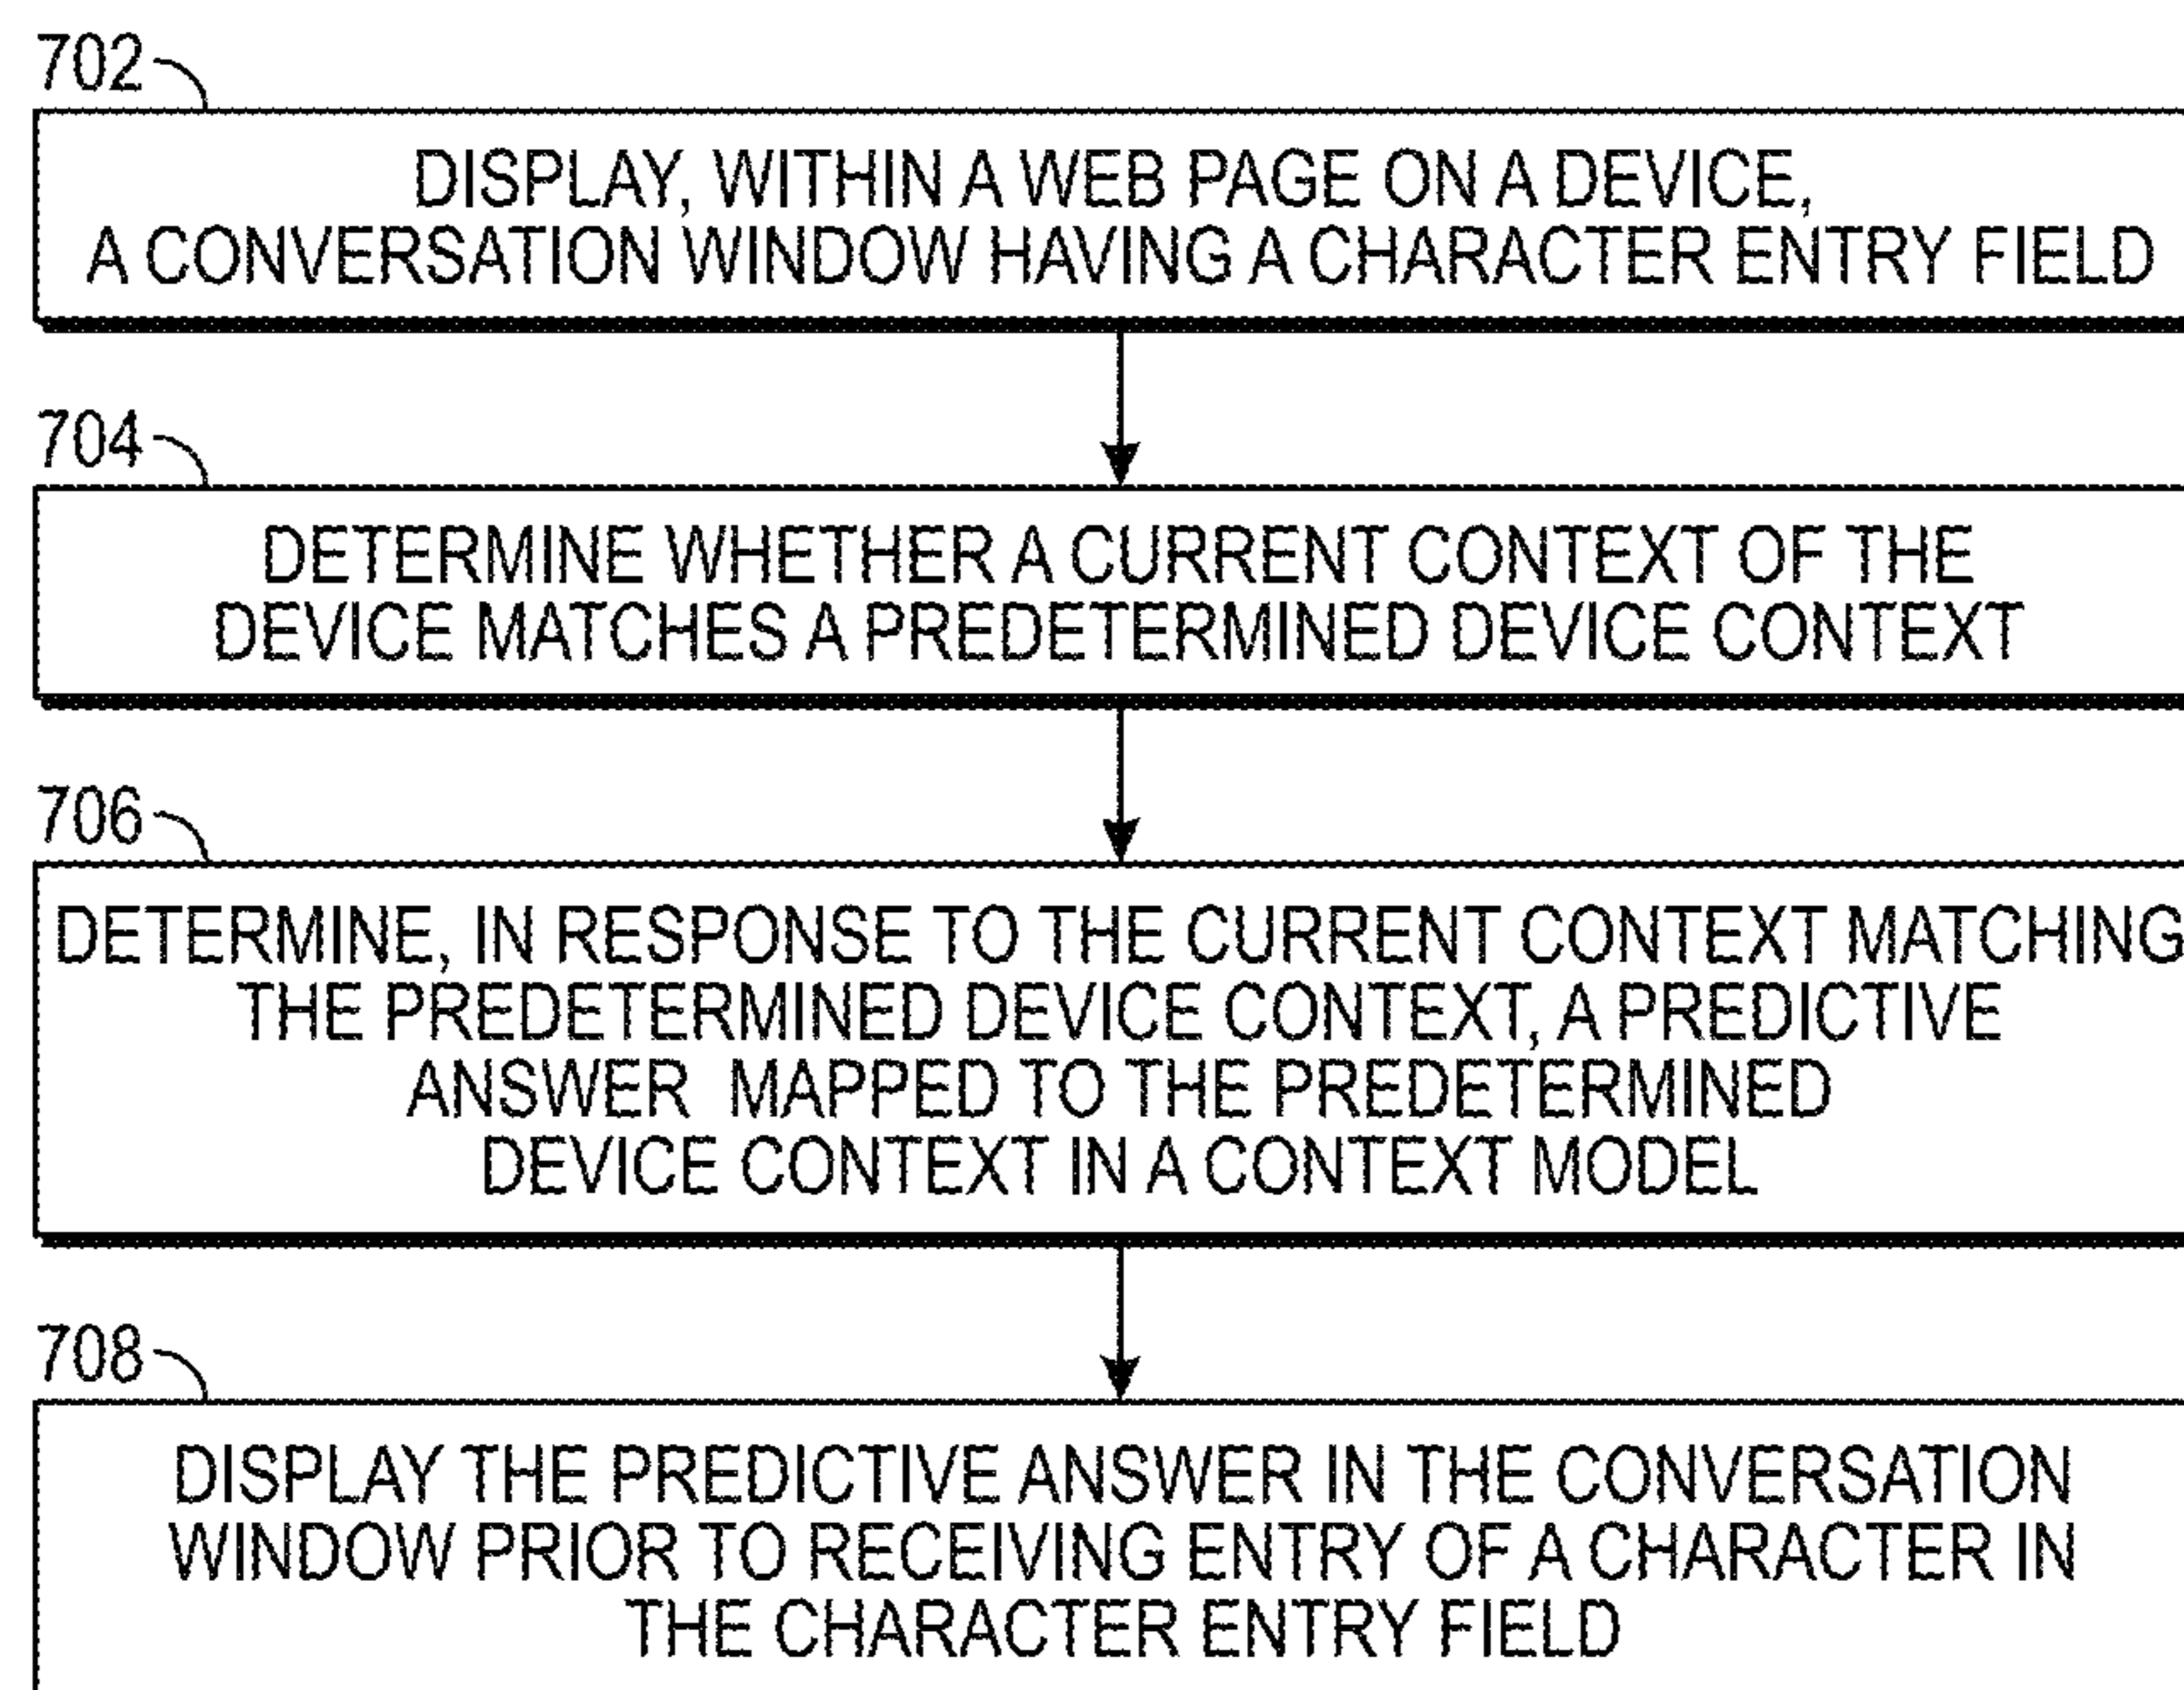 702
DISPLAY, WITHIN A WEB PAGE ON A DEVICE,
A CONVERSATION WINDOW HAVING A CHARACTER ENTRY FIELD
704
DETERMINE WHETHER A CURRENT CONTEXT OF THE
DEVICE MATCHES A PREDETERMINED DEVICE CONTEXT
706
DETERMINE, IN RESPONSE TO THE CURRENT CONTEXT MATCHING
THE PREDETERMINED DEVICE CONTEXT, A PREDICTIVE
ANSWER MAPPED TO THE PREDETERMINED
DEVICE CONTEXT IN A CONTEXT MODEL
708
DISPLAY THE PREDICTIVE ANSWER IN THE CONVERSATION
WINDOW PRIOR TO RECEIVING ENTRY OF A CHARACTER IN
THE CHARACTER ENTRY FIELD